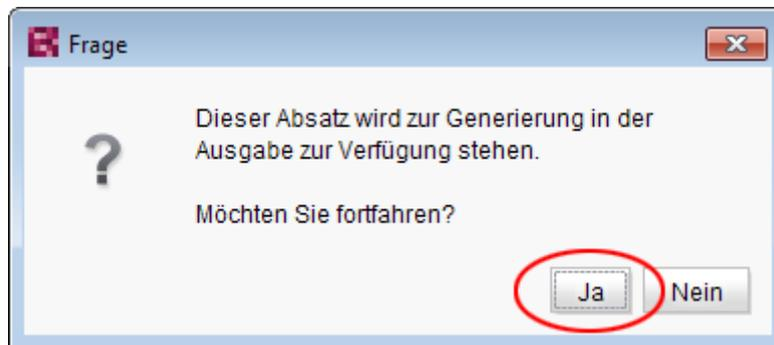 Frage
Dieser Absatz wird zur Generierung in der
Ausgabe zur Verfügung stehen.
Möchten Sie fortfahren?
Ja
Nein